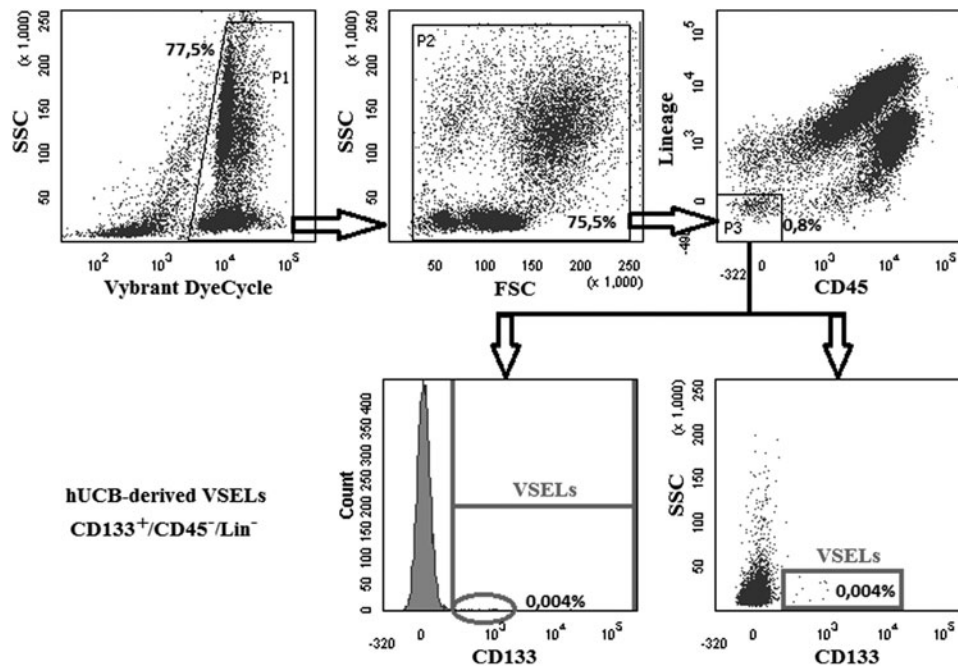 (x 1,000)
SSC
250
200
150
100
50
77,5%
P1
10² 10³ 10⁴ 10⁵
Vybrant DyeCycle
(x 1,000)
SSC
250
200
150
100
50
P2
75,5%
50 100 150 200 250
(x 1,000)
FSC
Lineage
10⁵
10⁴
10³
0
P3
0,8%
-322
0 10³ 10⁴ 10⁵
CD45
hUCB-derived VSELs
CD133⁺/CD45⁻/Lin⁻
Count
400
350
300
250
200
150
100
50
0
VSELs
0,004%
-320 0 10³ 10⁴ 10⁵
CD133
(x 1,000)
SSC
250
200
150
100
50
VSELs
0,004%
-320 0 10³ 10⁴ 10⁵
CD133